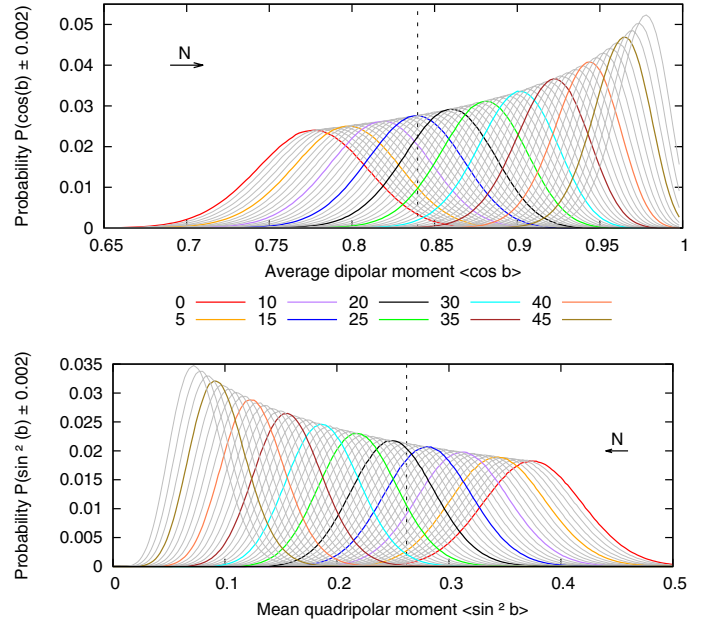 Probability P(cos(b) ± 0.002)
0.05
0.04
0.03
0.02
0.01
0
N
0.65 0.7 0.75 0.8 0.85 0.9 0.95 1
Average dipolar moment <cos b>
0 10 20 30 40
5 15 25 35 45
Probability P(sin ² (b) ± 0.002)
0.035
0.03
0.025
0.02
0.015
0.01
0.005
0
N
0 0.1 0.2 0.3 0.4 0.5
Mean quadripolar moment <sin ² b>